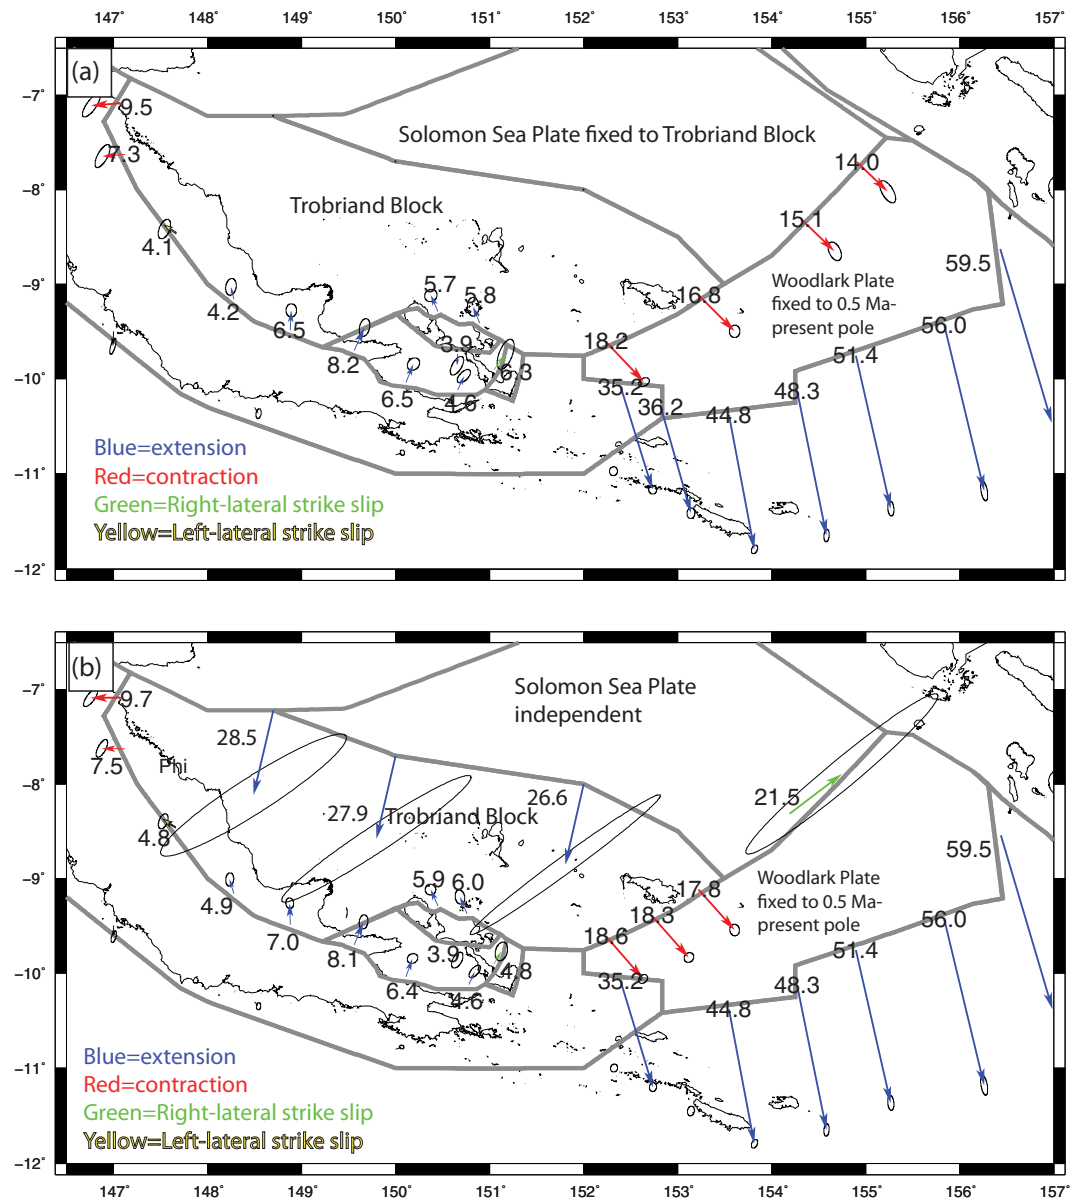 147° 148° 149° 150° 151° 152° 153° 154° 155° 156° 157°
(a)
−7°
9.5
Solomon Sea Plate fixed to Trobriand Block
7.3
14.0
−8°
Trobriand Block
15.1
4.1
59.5
−9°
5.7
5.8
16.8
Woodlark Plate
fixed to 0.5 Ma-
present pole
4.2
6.5
8.2
3.9
18.2
56.0
51.4
−10°
6.3
6.5
4.6
35.2
36.2
48.3
44.8
Blue=extension
−11°
Red=contraction
Green=Right-lateral strike slip
Yellow=Left-lateral strike slip
−12°
(b)
−7°
9.7
Solomon Sea Plate
independent
28.5
7.5
Phi
−8°
27.9
26.6
21.5
Trobriand Block
4.8
59.5
−9°
5.9
6.0
17.8
Woodlark Plate
fixed to 0.5 Ma-
present pole
4.9
18.3
7.0
18.6
56.0
8.1
3.9
51.4
−10°
4.8
6.4
4.6
35.2
48.3
44.8
−11°
Blue=extension
Red=contraction
Green=Right-lateral strike slip
Yellow=Left-lateral strike slip
−12°
147° 148° 149° 150° 151° 152° 153° 154° 155° 156° 157°